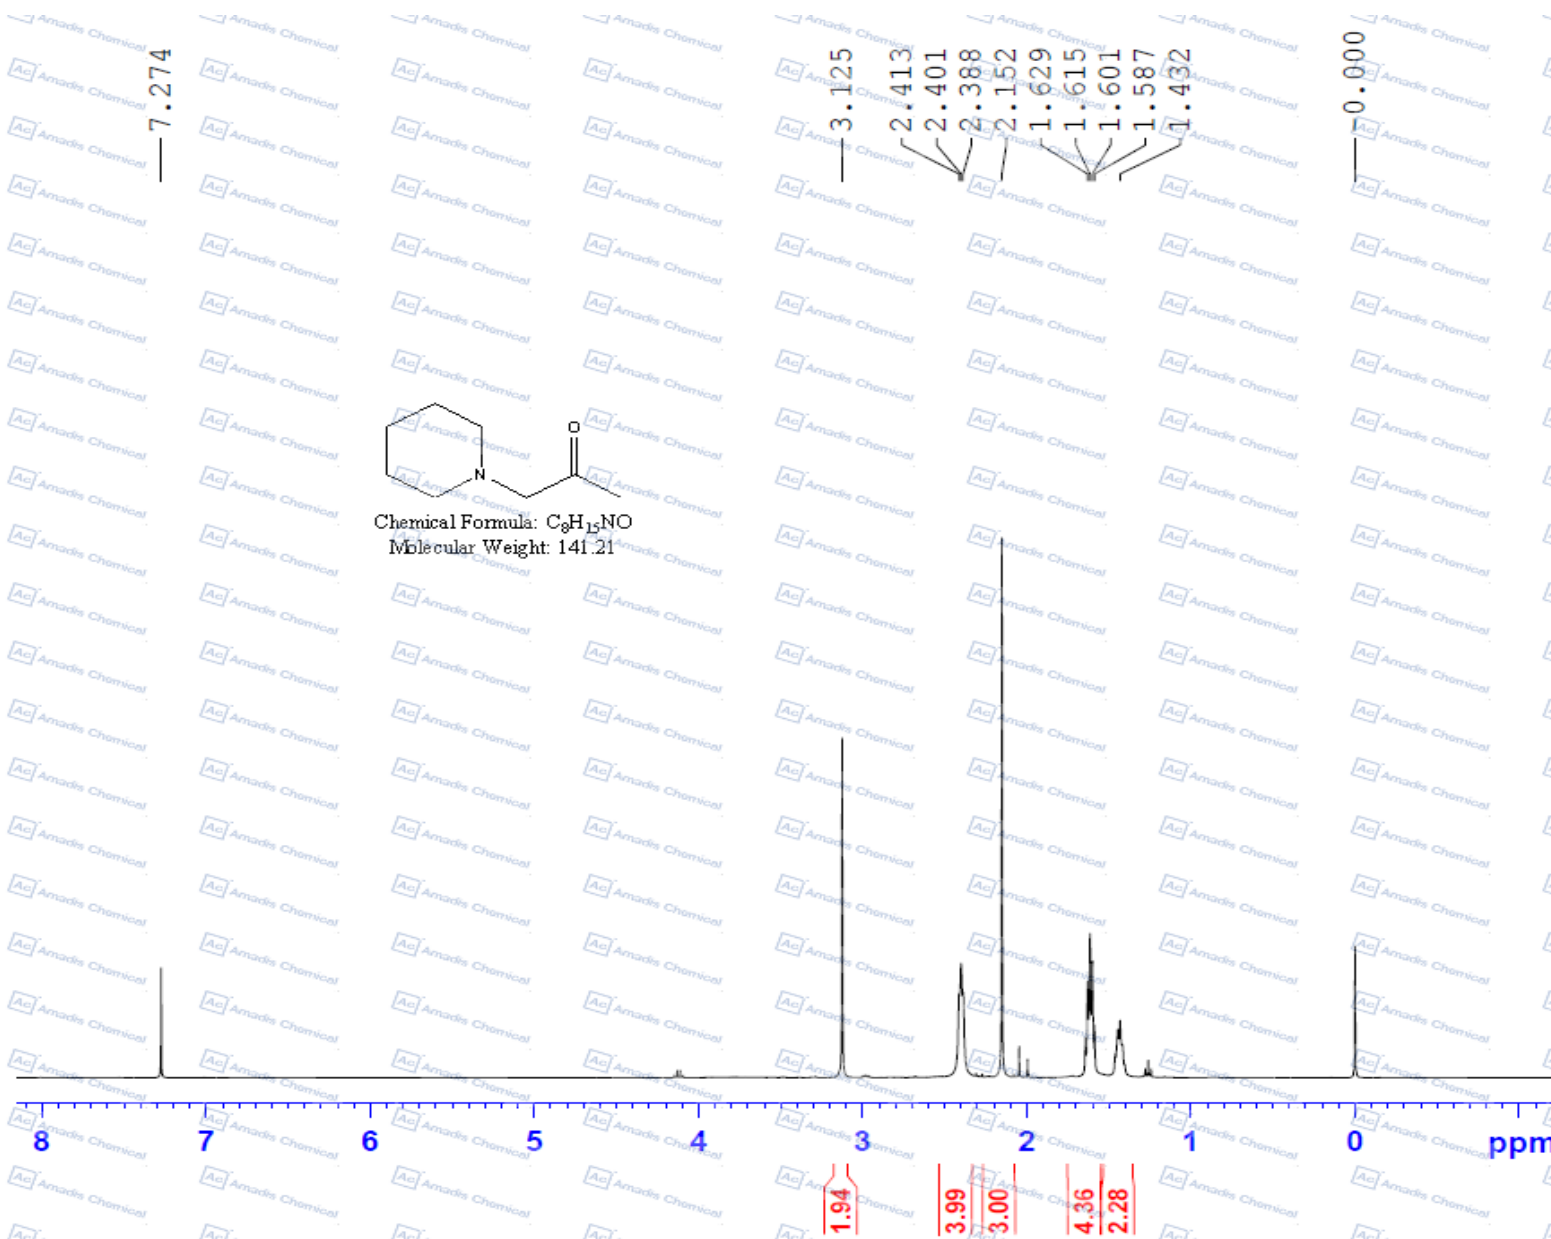 7.274
3.125
2.413
2.401
2.388
2.152
1.629
1.615
1.601
1.587
1.432
-0.000
O
N
Chemical Formula: C8H15NO
Molecular Weight: 141.21
8 7 6 5 4 3 2 1 0 ppm
1.94
3.99
3.00
4.36
2.28
Ac Amadis Chemical